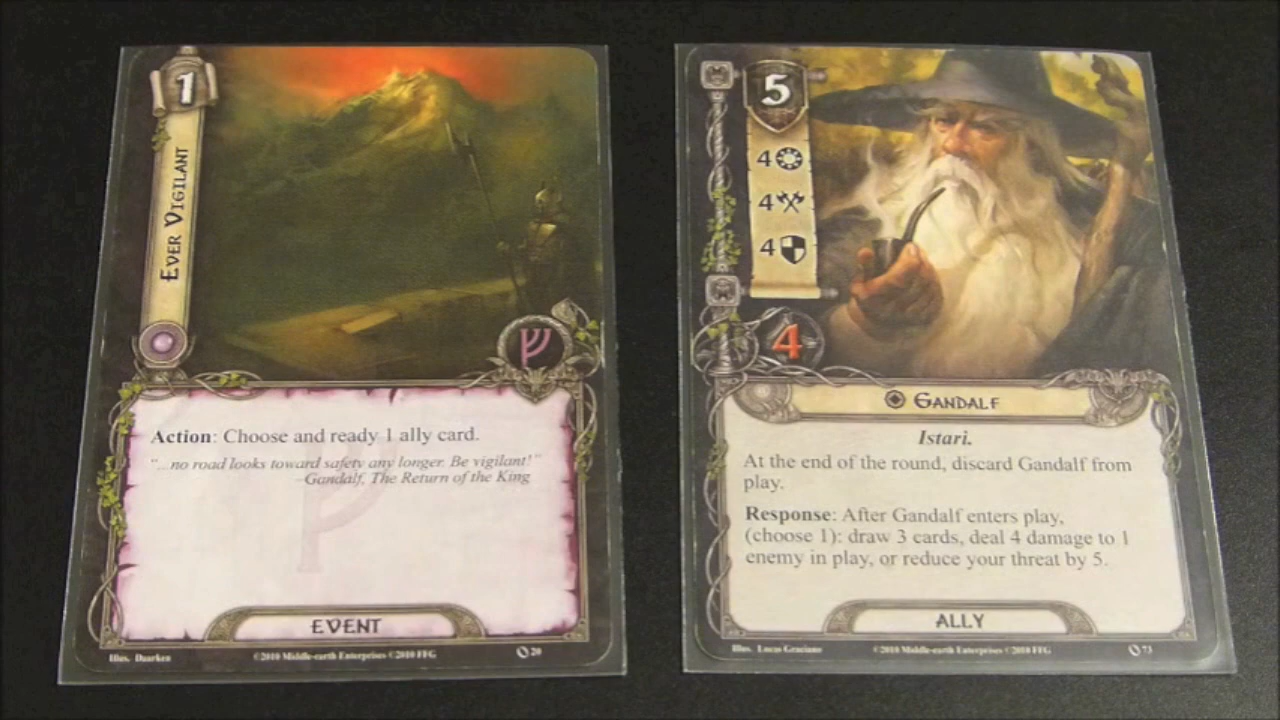 1
EVER VIGILANT
Action: Choose and ready 1 ally card.
"...no road looks toward safety any longer. Be vigilant!"
–Gandalf, The Return of the King
EVENT
Illus. Daarken ©2010 Middle-earth Enterprises ©2010 FFG 20
5
4
4
4
4
GANDALF
Istari.
At the end of the round, discard Gandalf from
play.
Response: After Gandalf enters play,
(choose 1): draw 3 cards, deal 4 damage to 1
enemy in play, or reduce your threat by 5.
ALLY
Illus. Lucas Graciano ©2010 Middle-earth Enterprises ©2010 FFG 73